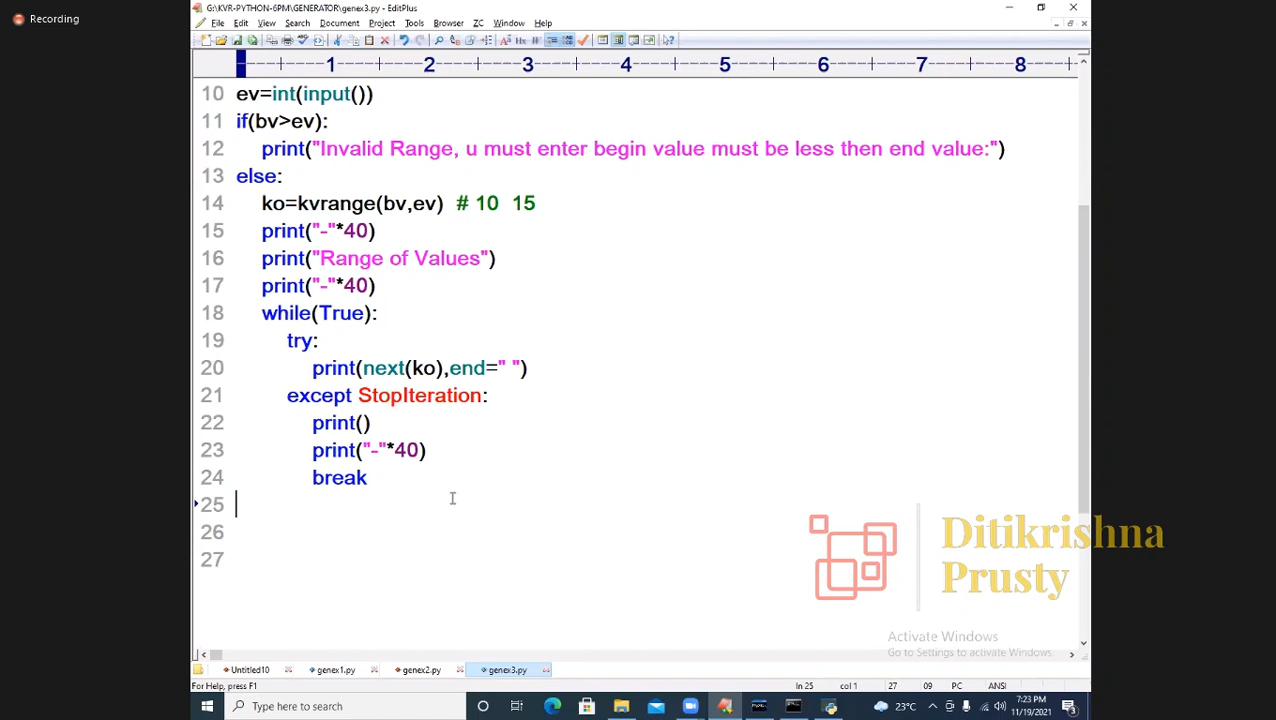 Recording
G:\KVR-PYTHON-6PM\GENERATOR\genex3.py - EditPlus
File Edit View Search Document Project Tools Browser ZC Window Help
1 2 3 4 5 6 7 8
10 ev=int(input())
11 if(bv>ev):
12 print("Invalid Range, u must enter begin value must be less then end value:")
13 else:
14 ko=kvrange(bv,ev) # 10 15
15 print("-"*40)
16 print("Range of Values")
17 print("-"*40)
18 while(True):
19 try:
20 print(next(ko),end=" ")
21 except StopIteration:
22 print()
23 print("-"*40)
24 break
25
26
27
Ditikrishna
Prusty
Activate Windows
Go to Settings to activate Windows.
Untitled10 genex1.py genex2.py genex3.py
For Help, press F1 ln 25 col 1 27 09 PC ANSI
Type here to search 23°C 7:23 PM
11/19/2021 3